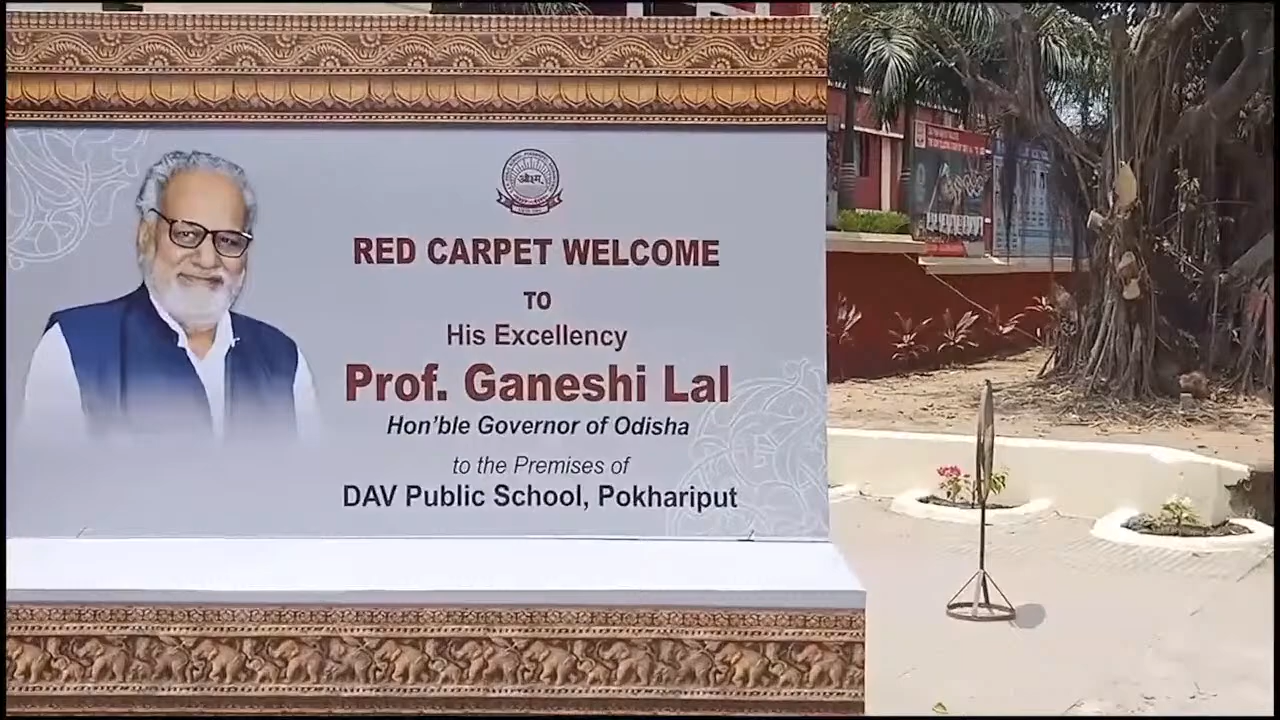 ओ३म्
RED CARPET WELCOME
TO
His Excellency
Prof. Ganeshi Lal
Hon'ble Governor of Odisha
to the Premises of
DAV Public School, Pokhariput